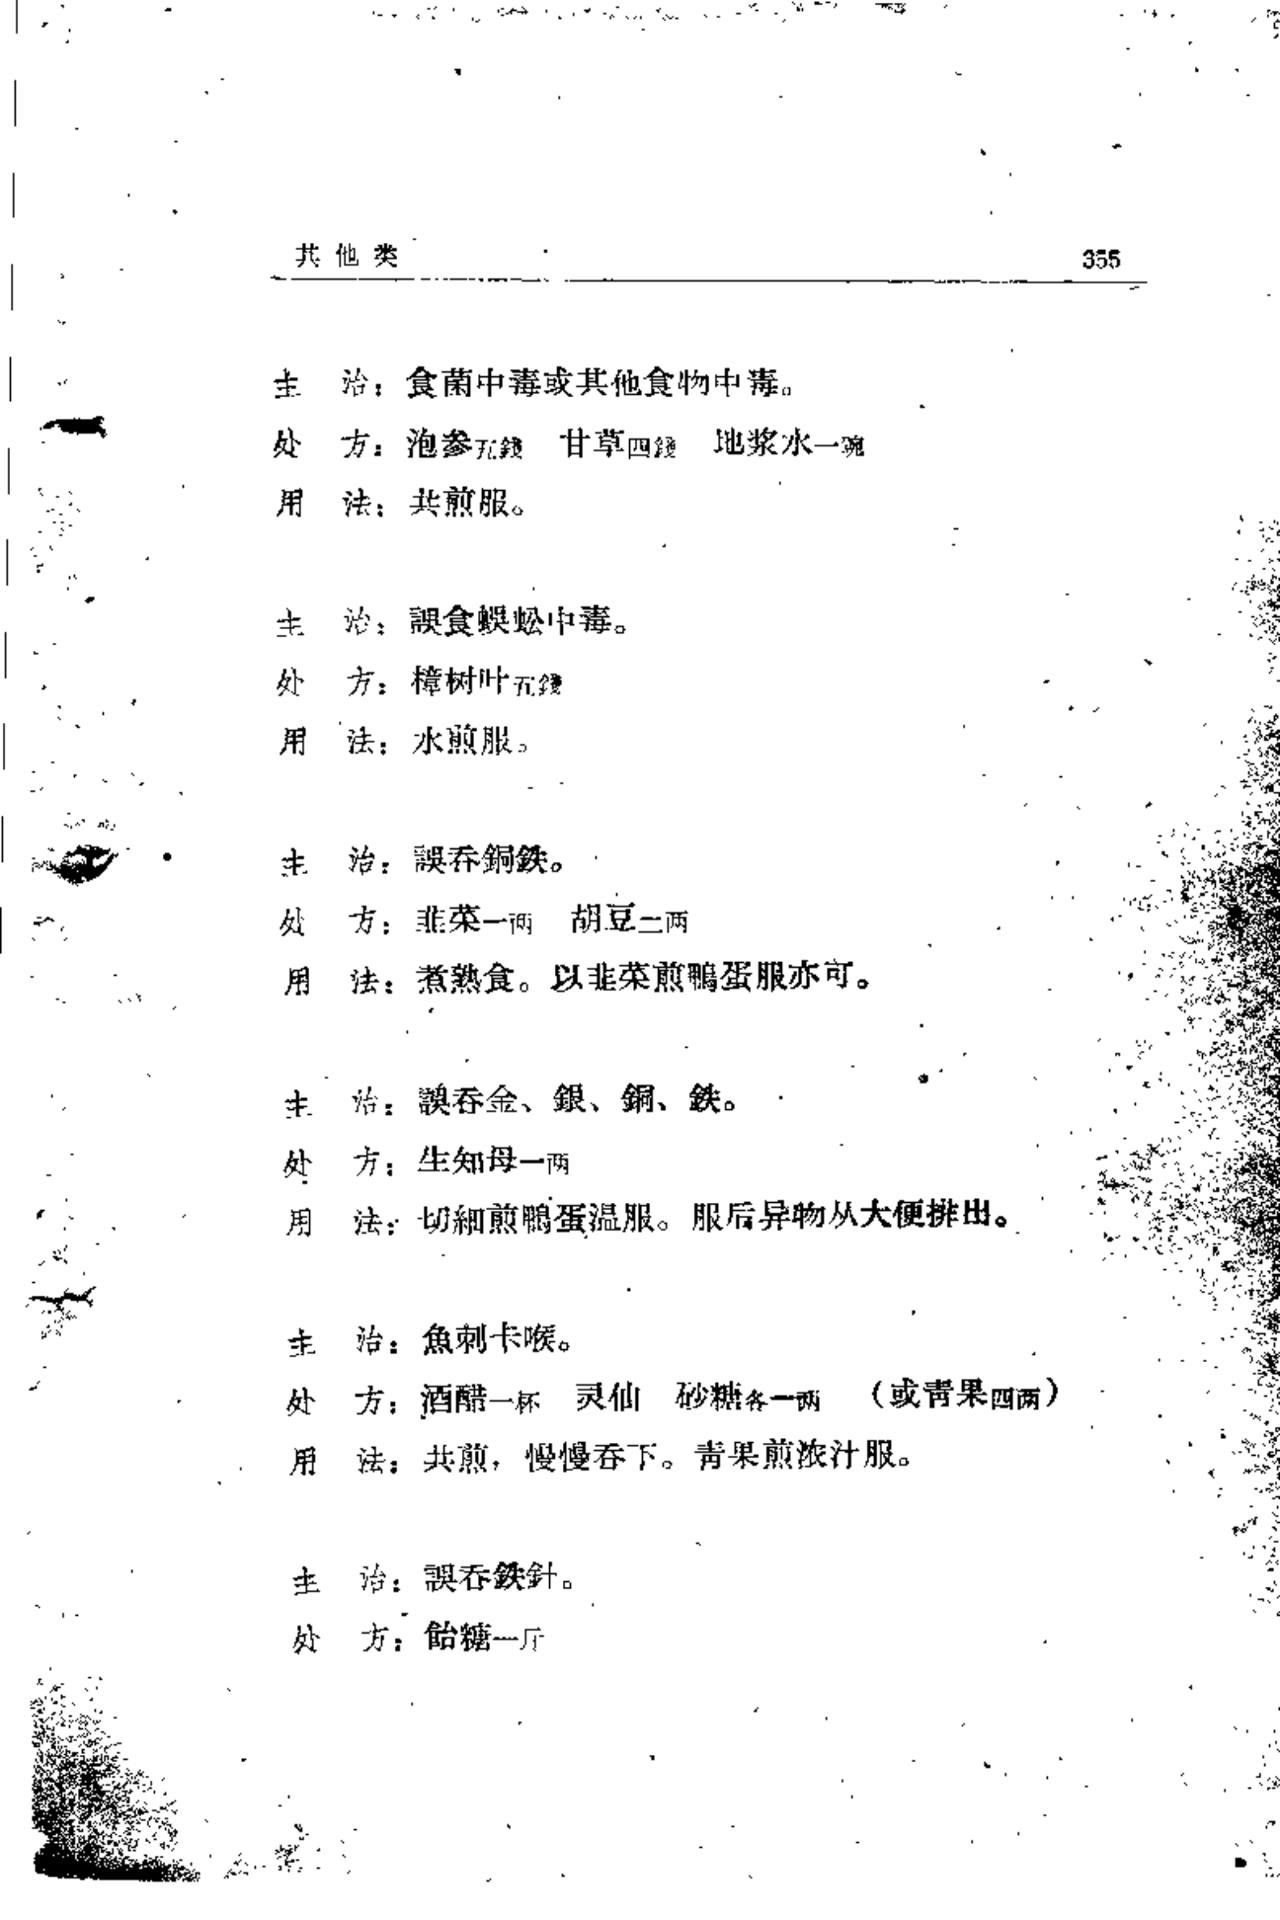 其他类 355
主　治：食菌中毒或其他食物中毒。
处　方：泡参五錢　甘草四錢　地浆水一碗
用　法：共煎服。
主　治：誤食蜈蚣中毒。
处　方：樟树叶五錢
用　法：水煎服。
主　治：誤吞銅鉄。
处　方：韭菜一两　胡豆二两
用　法：煮熟食。以韭菜煎鴨蛋服亦可。
主　治：誤吞金、銀、銅、鉄。
处　方：生知母一两
用　法：切細煎鴨蛋温服。服后异物从大便排出。
主　治：魚刺卡喉。
处　方：酒醋一杯　灵仙　砂糖各一两　（或青果四两）
用　法：共煎，慢慢吞下。青果煎浓汁服。
主　治：誤吞鉄針。
处　方：飴糖一斤